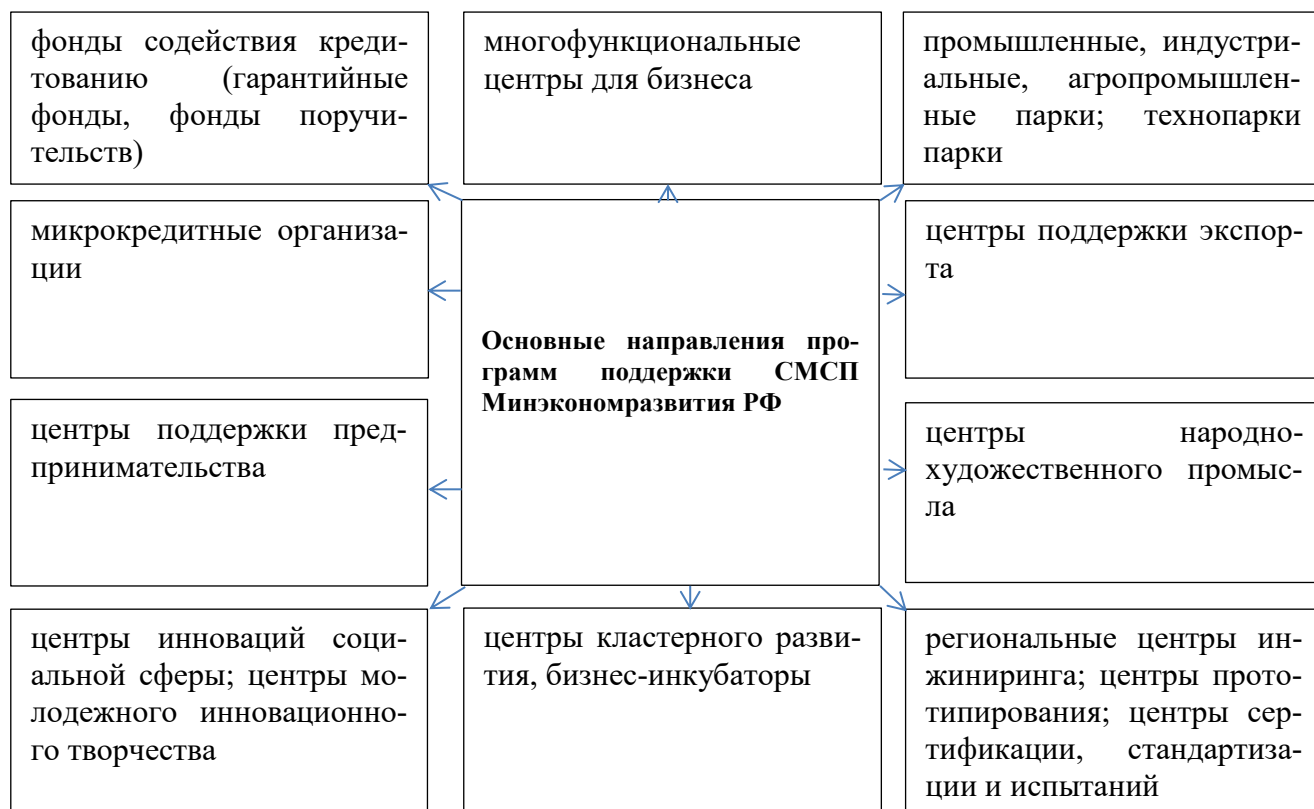 фонды содействия креди-
тованию (гарантийные
фонды, фонды поручи-
тельств)
многофункциональные
центры для бизнеса
промышленные, индустри-
альные, агропромышлен-
ные парки; технопарки
парки
микрокредитные организа-
ции
центры поддержки экспор-
та
Основные направления про-
грамм поддержки СМСП
Минэкономразвития РФ
центры поддержки пред-
принимательства
центры народно-
художественного промыс-
ла
центры инноваций соци-
альной сферы; центры мо-
лодежного инновационно-
го творчества
центры кластерного разви-
тия, бизнес-инкубаторы
региональные центры ин-
жиниринга; центры прото-
типирования; центры сер-
тификации, стандартиза-
ции и испытаний